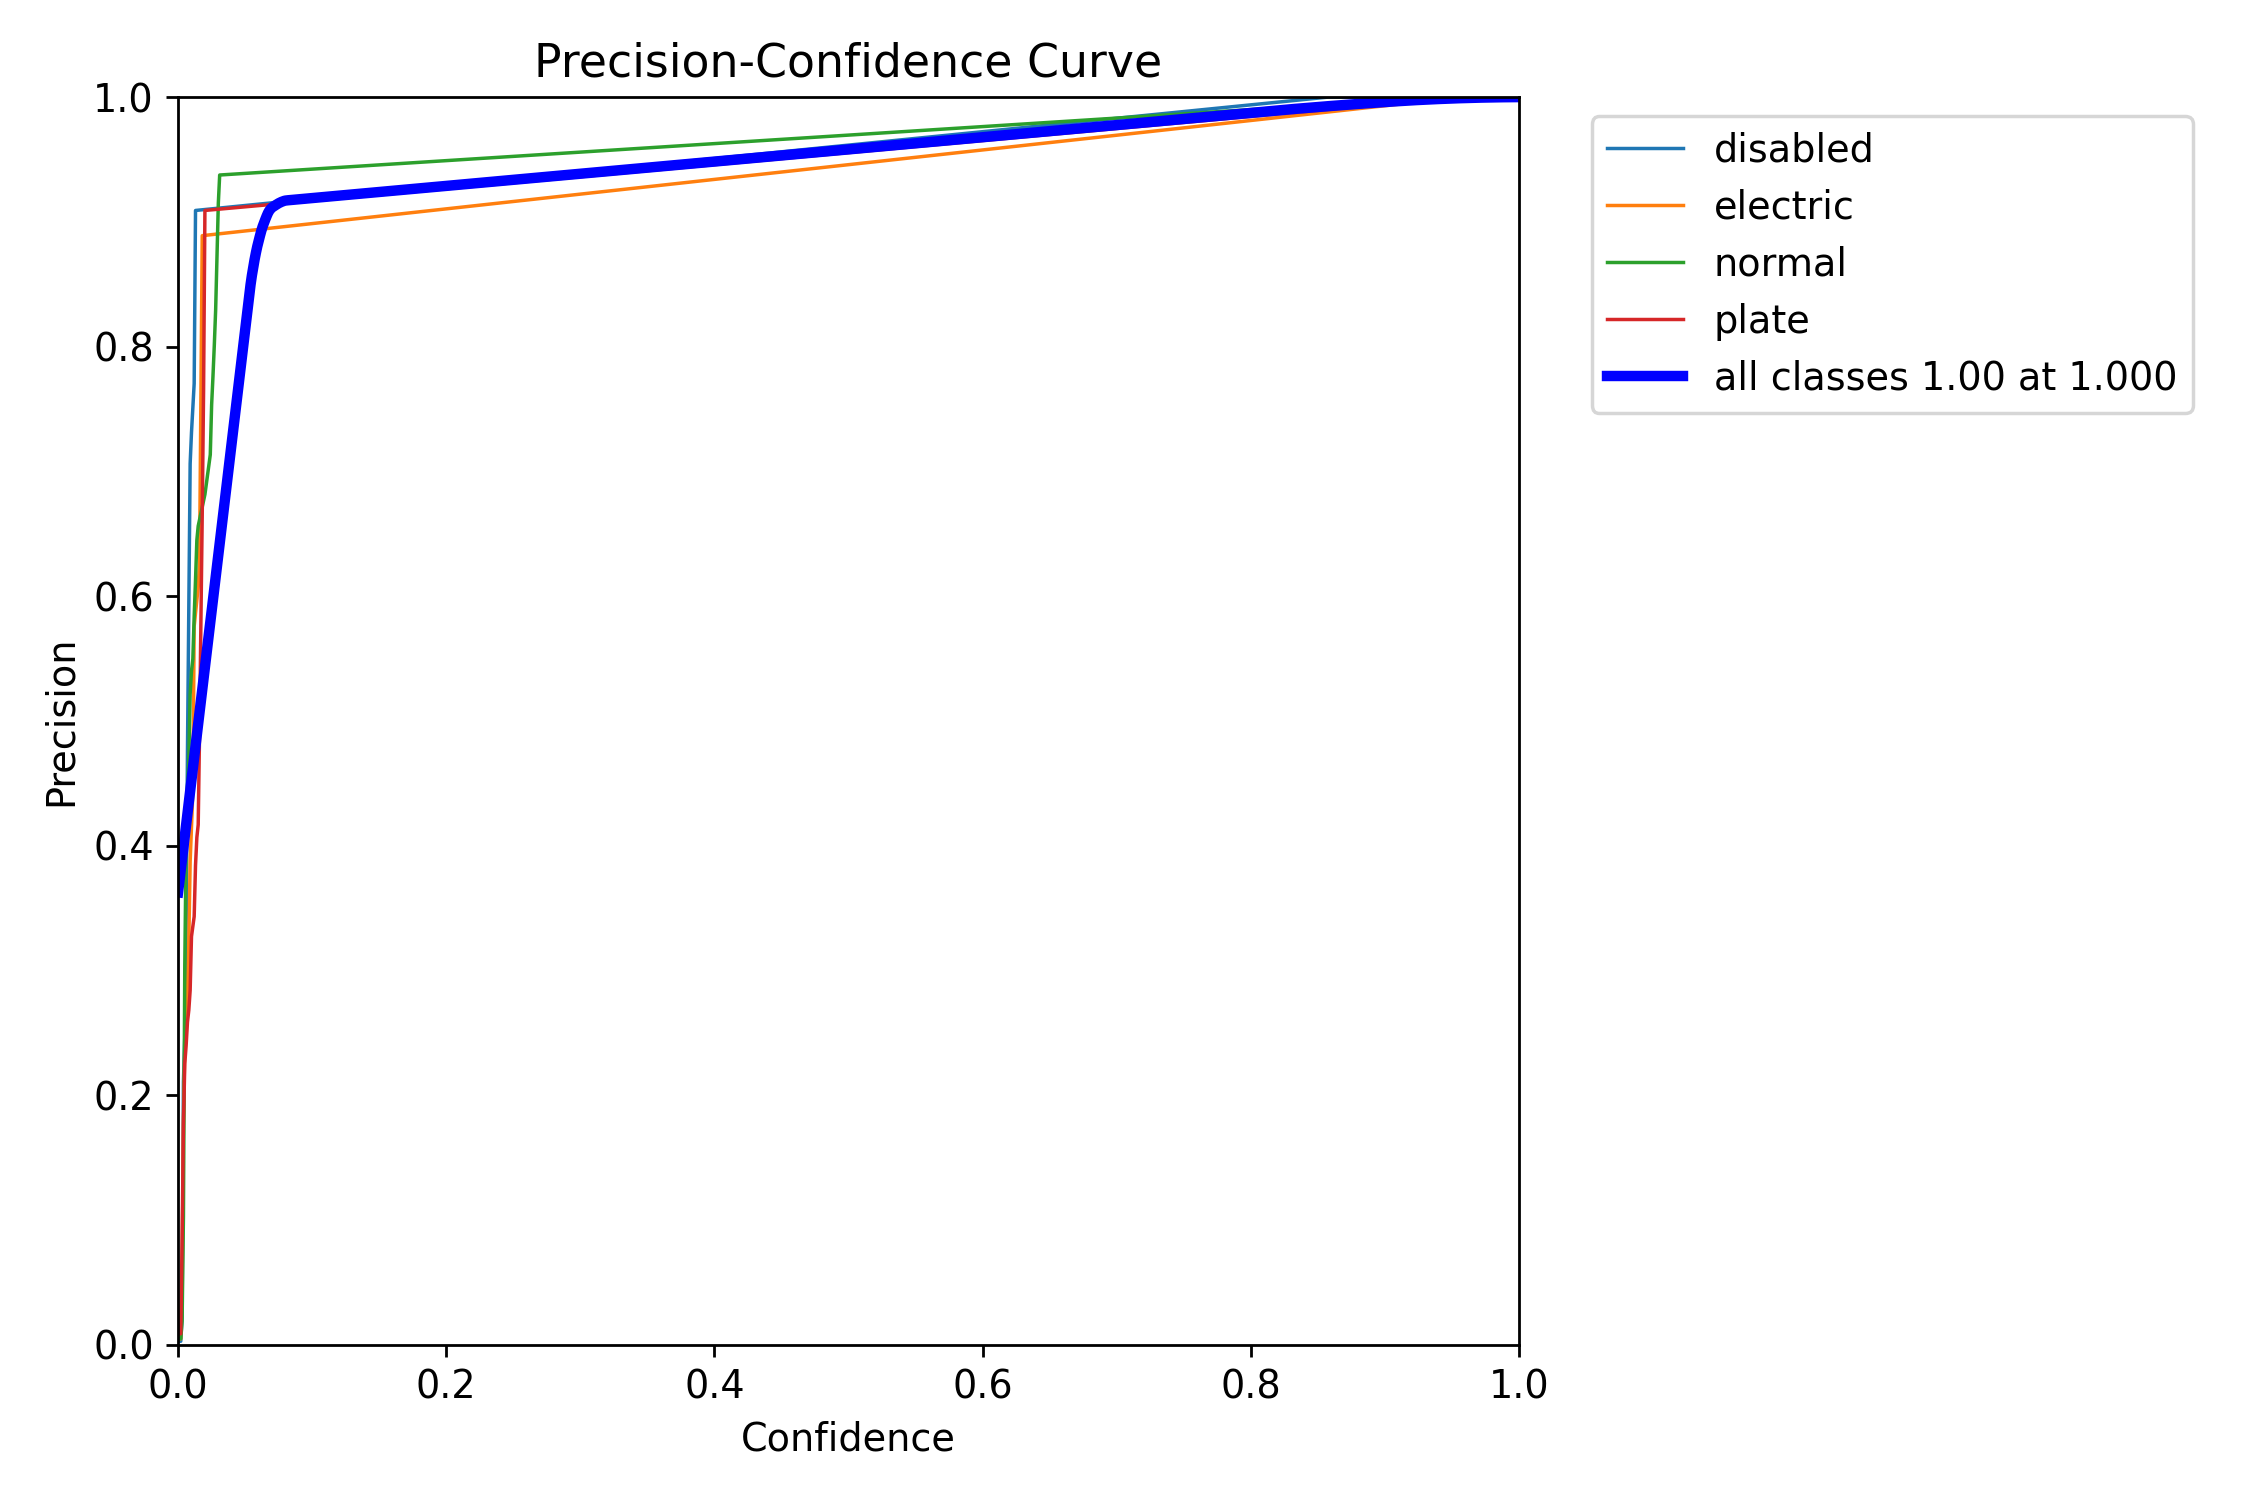 Precision-Confidence Curve
1.0
0.8
0.6
0.4
0.2
0.0
Precision
0.0 0.2 0.4 0.6 0.8 1.0
Confidence
disabled
electric
normal
plate
all classes 1.00 at 1.000